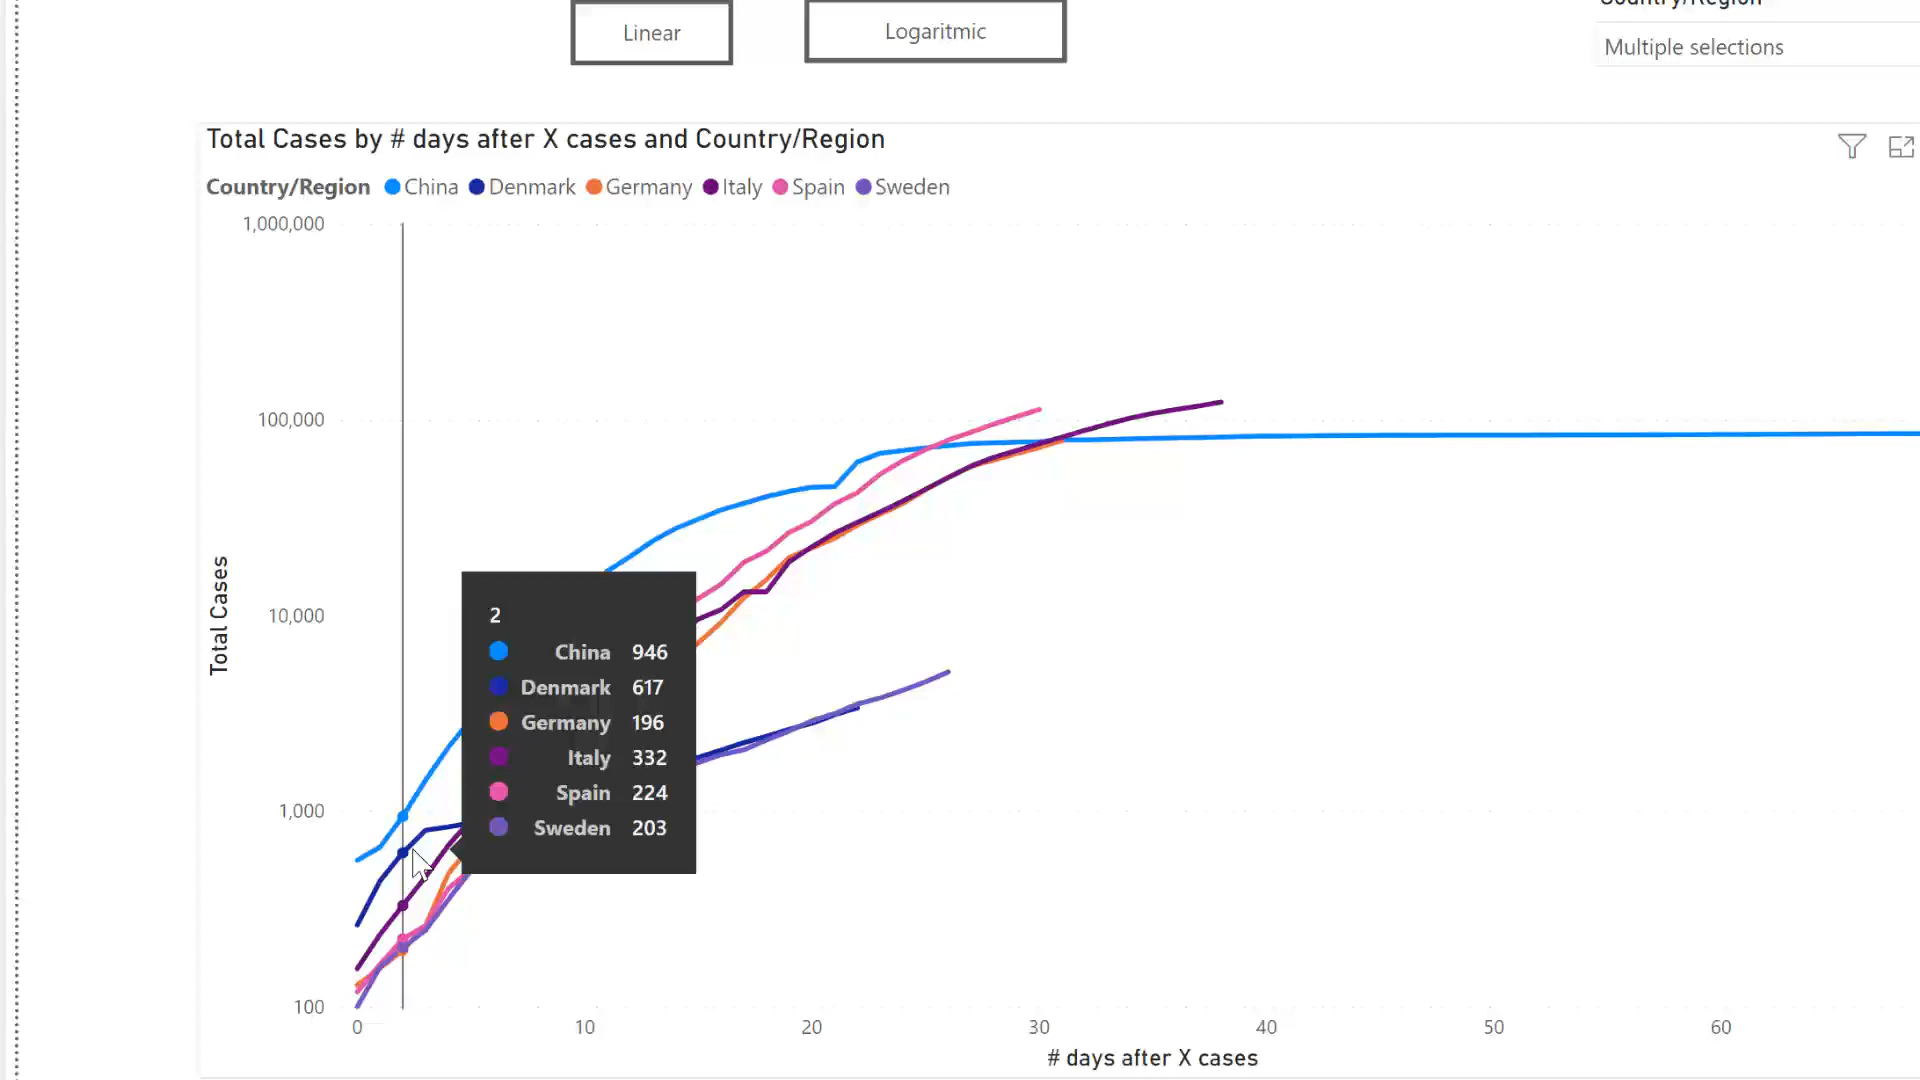 Country/Region
Linear
Logaritmic
Multiple selections
Total Cases by # days after X cases and Country/Region
Country/Region China Denmark Germany Italy Spain Sweden
1,000,000
100,000
10,000
1,000
100
Total Cases
2
China 946
Denmark 617
Germany 196
Italy 332
Spain 224
Sweden 203
0 10 20 30 40 50 60
# days after X cases